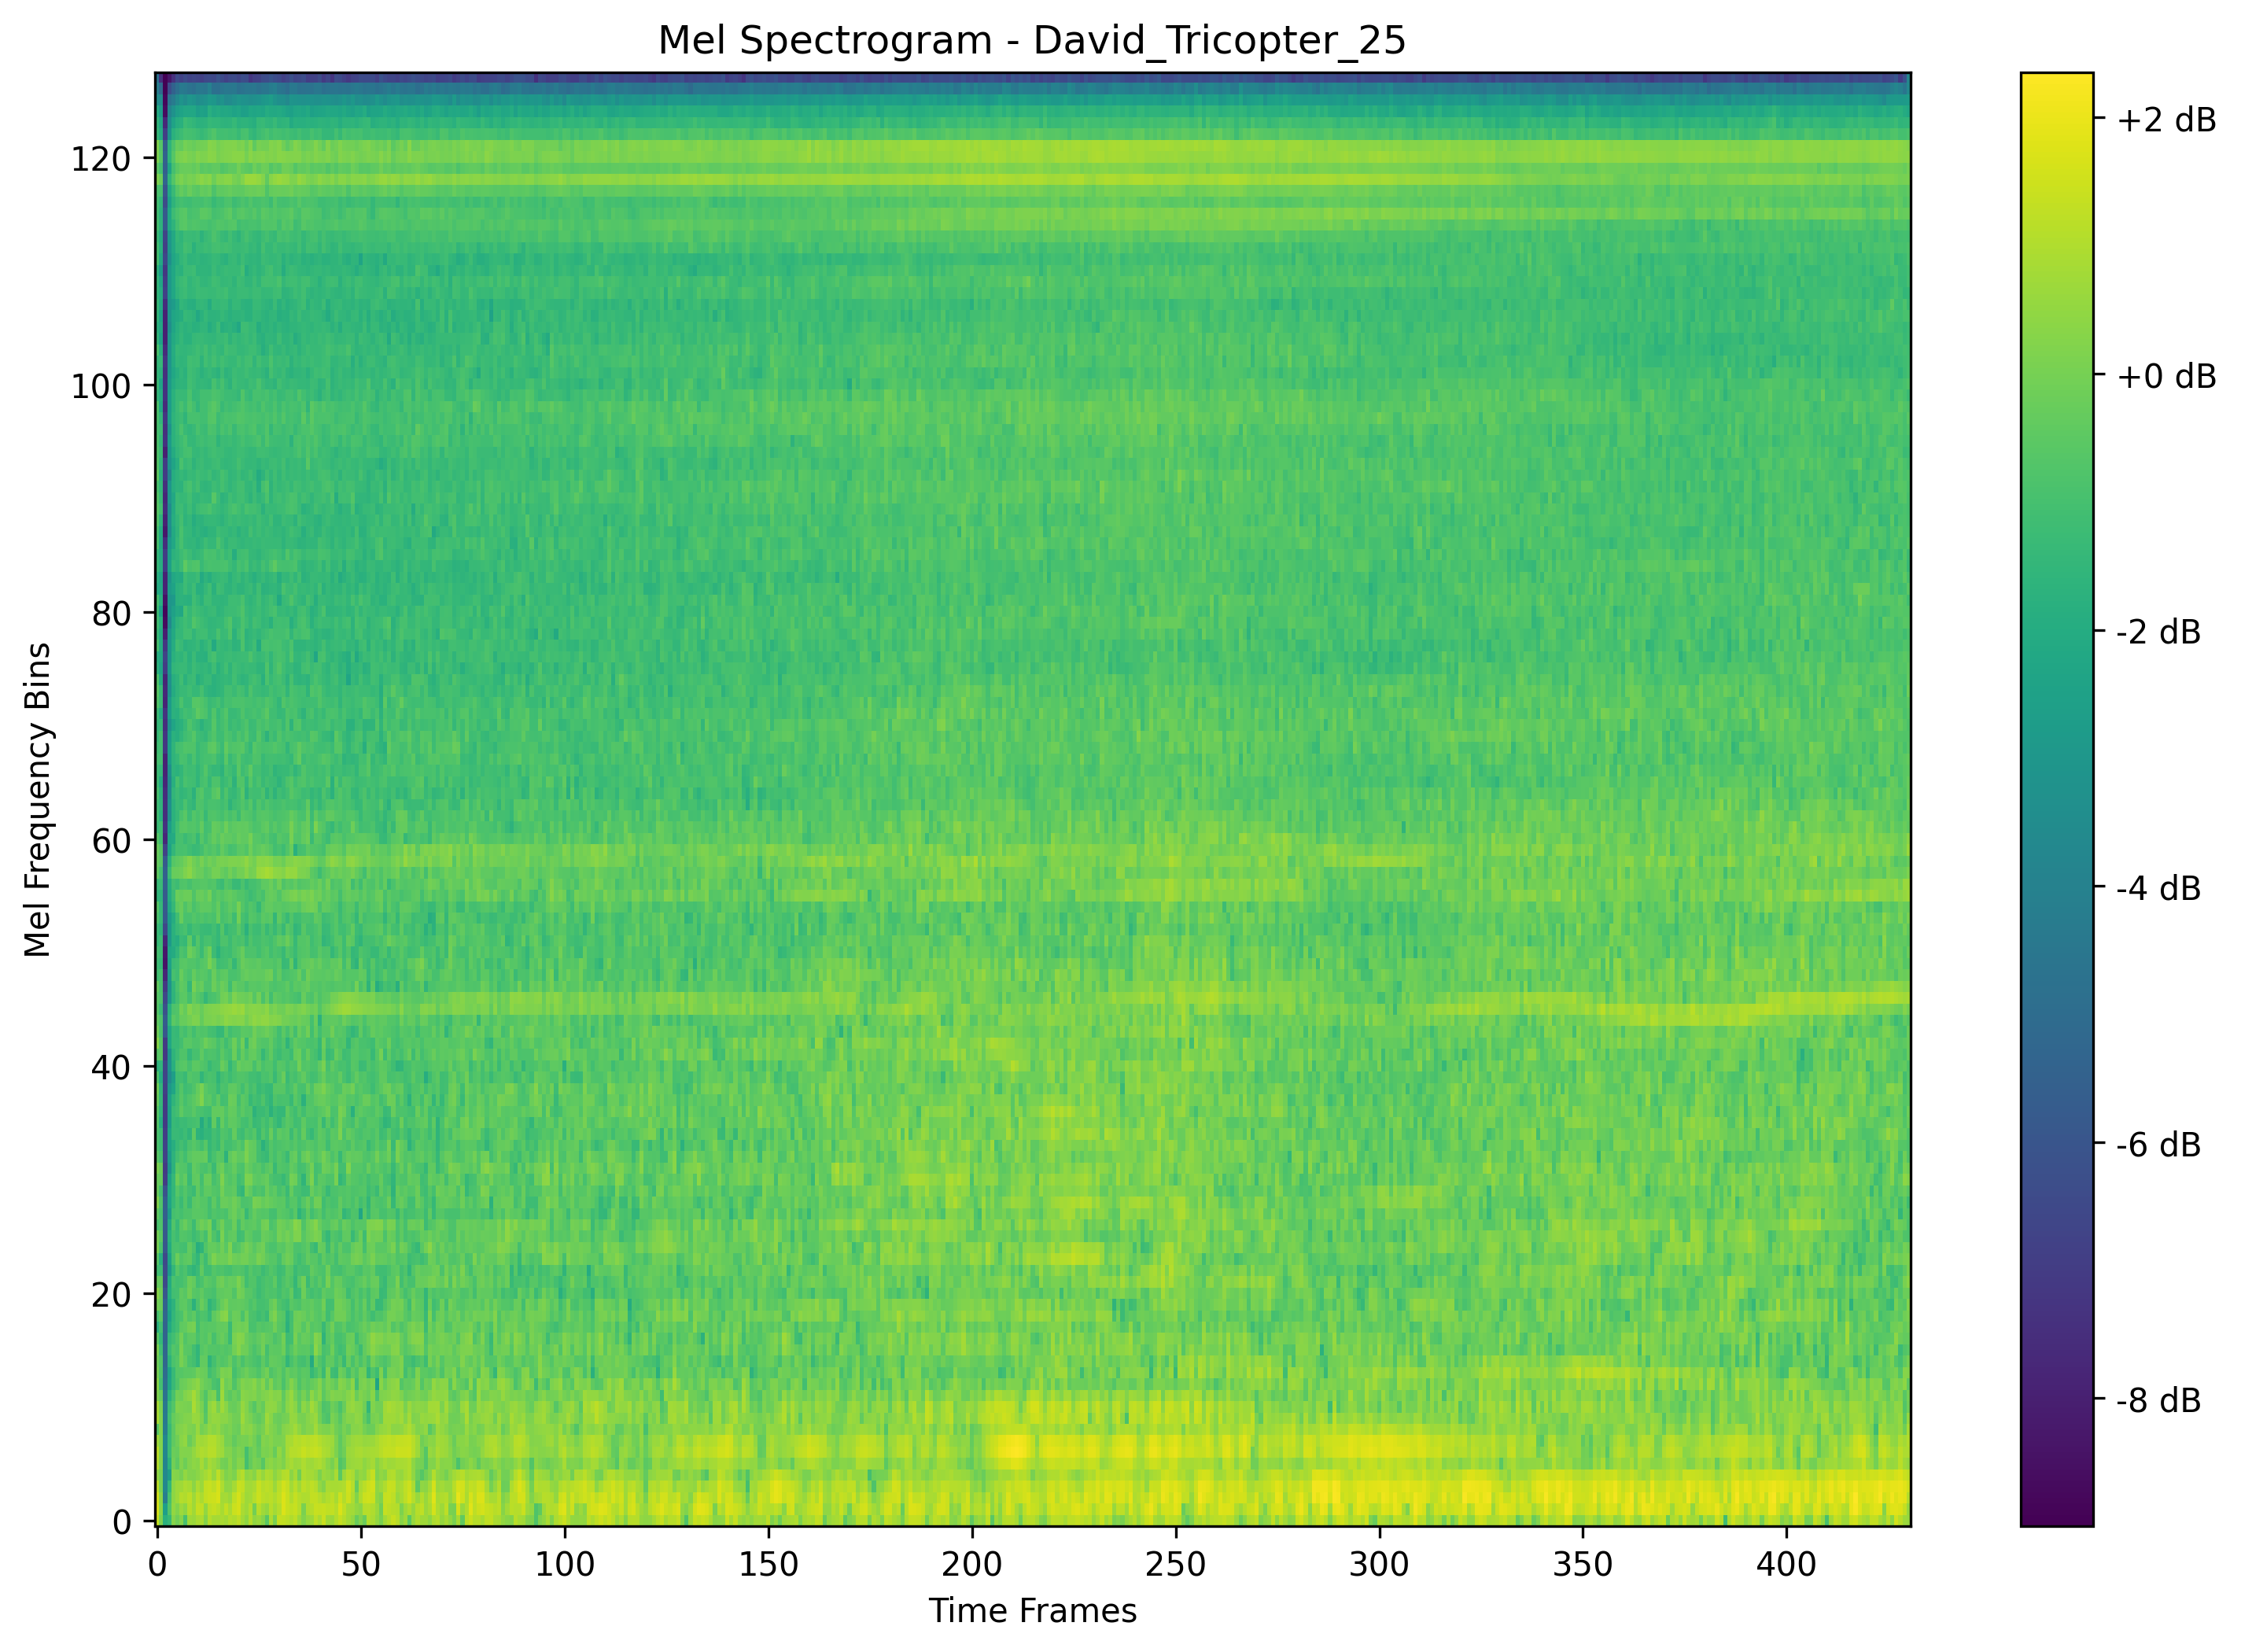 Mel Spectrogram - David_Tricopter_25
Mel Frequency Bins
120
100
80
60
40
20
0
0 50 100 150 200 250 300 350 400
Time Frames
+2 dB
+0 dB
-2 dB
-4 dB
-6 dB
-8 dB